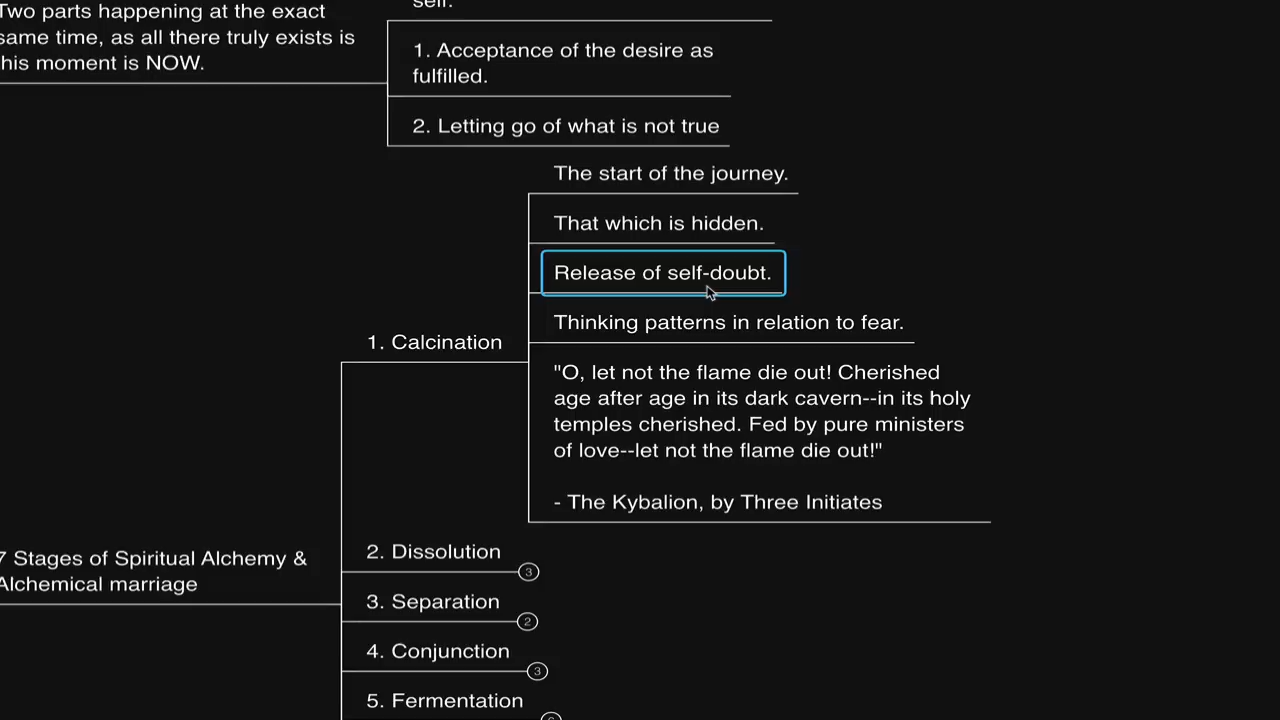 self.
Two parts happening at the exact
same time, as all there truly exists is
this moment is NOW.
1. Acceptance of the desire as
fulfilled.
2. Letting go of what is not true
The start of the journey.
That which is hidden.
Release of self-doubt.
Thinking patterns in relation to fear.
1. Calcination
"O, let not the flame die out! Cherished
age after age in its dark cavern--in its holy
temples cherished. Fed by pure ministers
of love--let not the flame die out!"
- The Kybalion, by Three Initiates
7 Stages of Spiritual Alchemy &
Alchemical marriage
2. Dissolution
3
3. Separation
2
4. Conjunction
3
5. Fermentation